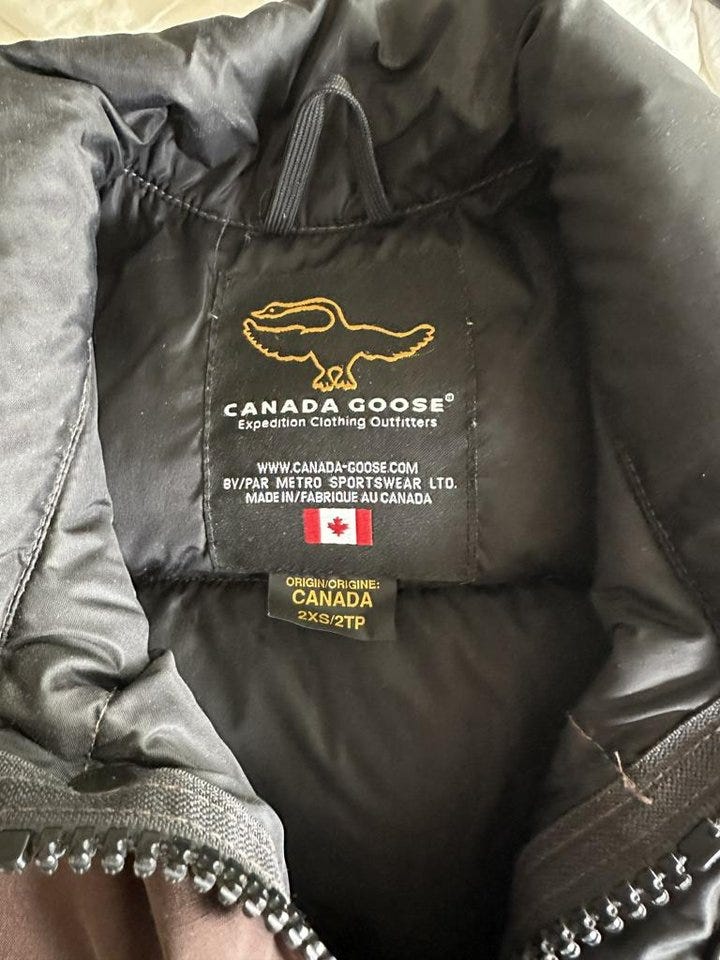 CANADA GOOSE®
Expedition Clothing Outfitters
WWW.CANADA-GOOSE.COM
BY/PAR METRO SPORTSWEAR LTD.
MADE IN/FABRIQUE AU CANADA
ORIGIN/ORIGINE:
CANADA
2XS/2TP